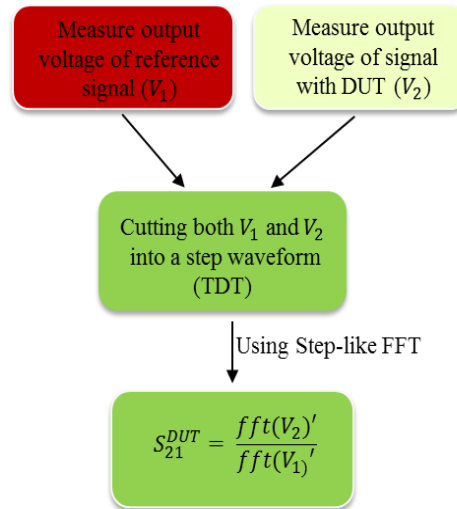 Measure output
voltage of reference
signal (V₁)
Measure output
voltage of signal
with DUT (V₂)
Cutting both V₁ and V₂
into a step waveform
(TDT)
Using Step-like FFT
S₂₁ᴰᵁᵀ = fft(V₂)′ / fft(V₁)′